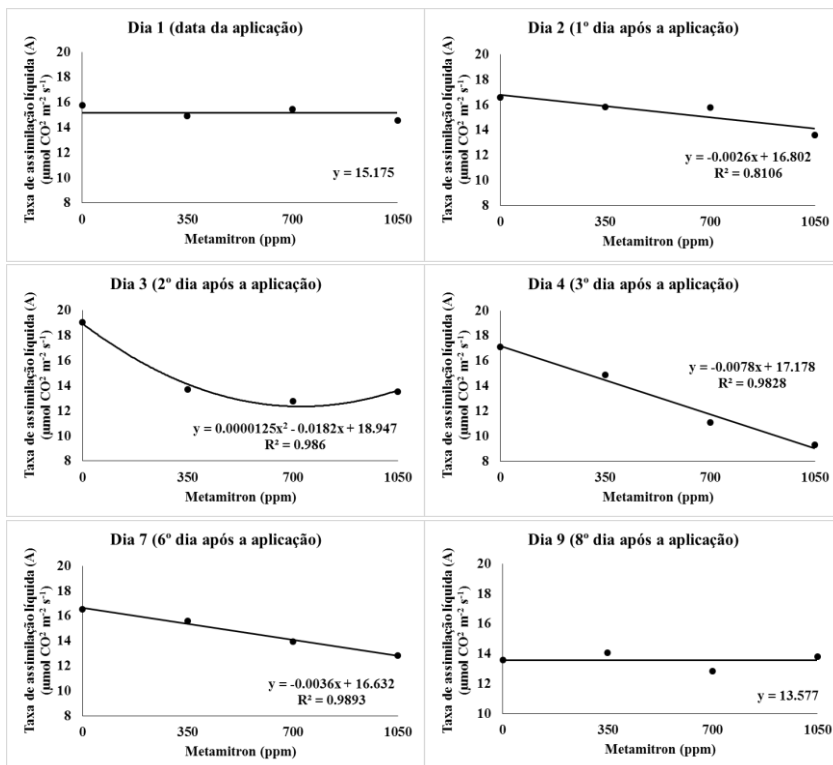 Dia 1 (data da aplicação)
Taxa de assimilação líquida (A)
(µmol CO² m⁻² s⁻¹)
20
18
16
14
12
10
8
y = 15.175
0 350 700 1050
Metamitron (ppm)
Dia 2 (1º dia após a aplicação)
Taxa de assimilação líquida (A)
(µmol CO² m⁻² s⁻¹)
20
18
16
14
12
10
8
y = -0.0026x + 16.802
R² = 0.8106
0 350 700 1050
Metamitron (ppm)
Dia 3 (2º dia após a aplicação)
Taxa de assimilação líquida (A)
(µmol CO² m⁻² s⁻¹)
20
18
16
14
12
10
8
y = 0.0000125x² - 0.0182x + 18.947
R² = 0.986
0 350 700 1050
Metamitron (ppm)
Dia 4 (3º dia após a aplicação)
Taxa de assimilação líquida (A)
(µmol CO² m⁻² s⁻¹)
20
18
16
14
12
10
8
y = -0.0078x + 17.178
R² = 0.9828
0 350 700 1050
Metamitron (ppm)
Dia 7 (6º dia após a aplicação)
Taxa de assimilação líquida (A)
(µmol CO² m⁻² s⁻¹)
20
18
16
14
12
10
8
y = -0.0036x + 16.632
R² = 0.9893
0 350 700 1050
Metamitron (ppm)
Dia 9 (8º dia após a aplicação)
Taxa de assimilação líquida (A)
(µmol CO² m⁻² s⁻¹)
20
18
16
14
12
10
y = 13.577
0 350 700 1050
Metamitron (ppm)